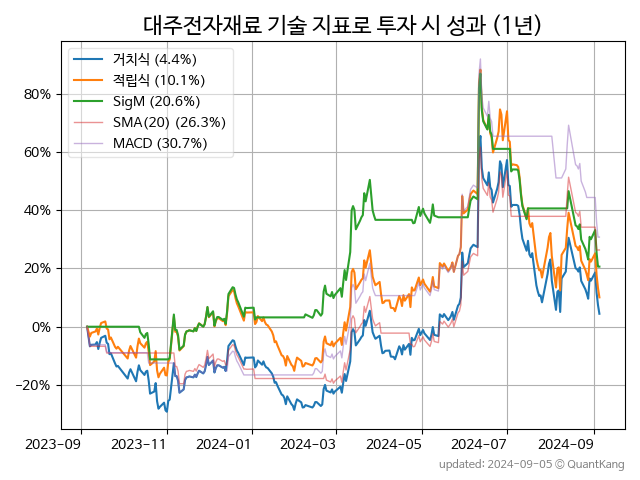 대주전자재료 기술 지표로 투자 시 성과 (1년)
거치식 (4.4%)
적립식 (10.1%)
SigM (20.6%)
SMA(20) (26.3%)
MACD (30.7%)
80%
60%
40%
20%
0%
−20%
2023-09 2023-11 2024-01 2024-03 2024-05 2024-07 2024-09
updated: 2024-09-05 © QuantKang